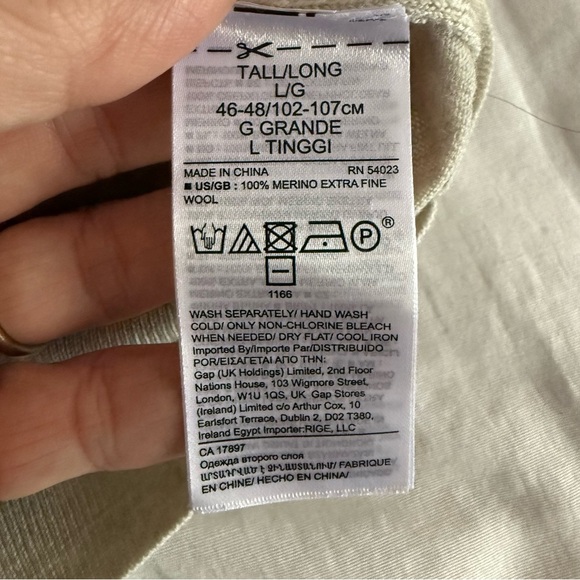 TALL/LONG
L/G
46-48/102-107CM
G GRANDE
L TINGGI
MADE IN CHINA RN 54023
■ US/GB : 100% MERINO EXTRA FINE
WOOL
P ®
1166
WASH SEPARATELY/ HAND WASH
COLD/ ONLY NON-CHLORINE BLEACH
WHEN NEEDED/ DRY FLAT/ COOL IRON
Imported By/Importe Par/DISTRIBUIDO
POR/ΕΙΣΑΓΕΤΑΙ ΑΠΟ ΤΗΝ:
Gap (UK Holdings) Limited, 2nd Floor
Nations House, 103 Wigmore Street,
London, W1U 1QS, UK Gap Stores
(Ireland) Limited c/o Arthur Cox, 10
Earlsfort Terrace, Dublin 2, D02 T380,
Ireland Egypt Importer:RIGE, LLC
CA 17897
Одежда второго слоя
ԱՐՏԱԴՐՎԱԾ Է ՉԻՆԱՍՏԱՆՈՒՄ/ FABRIQUE
EN CHINE/ HECHO EN CHINA/